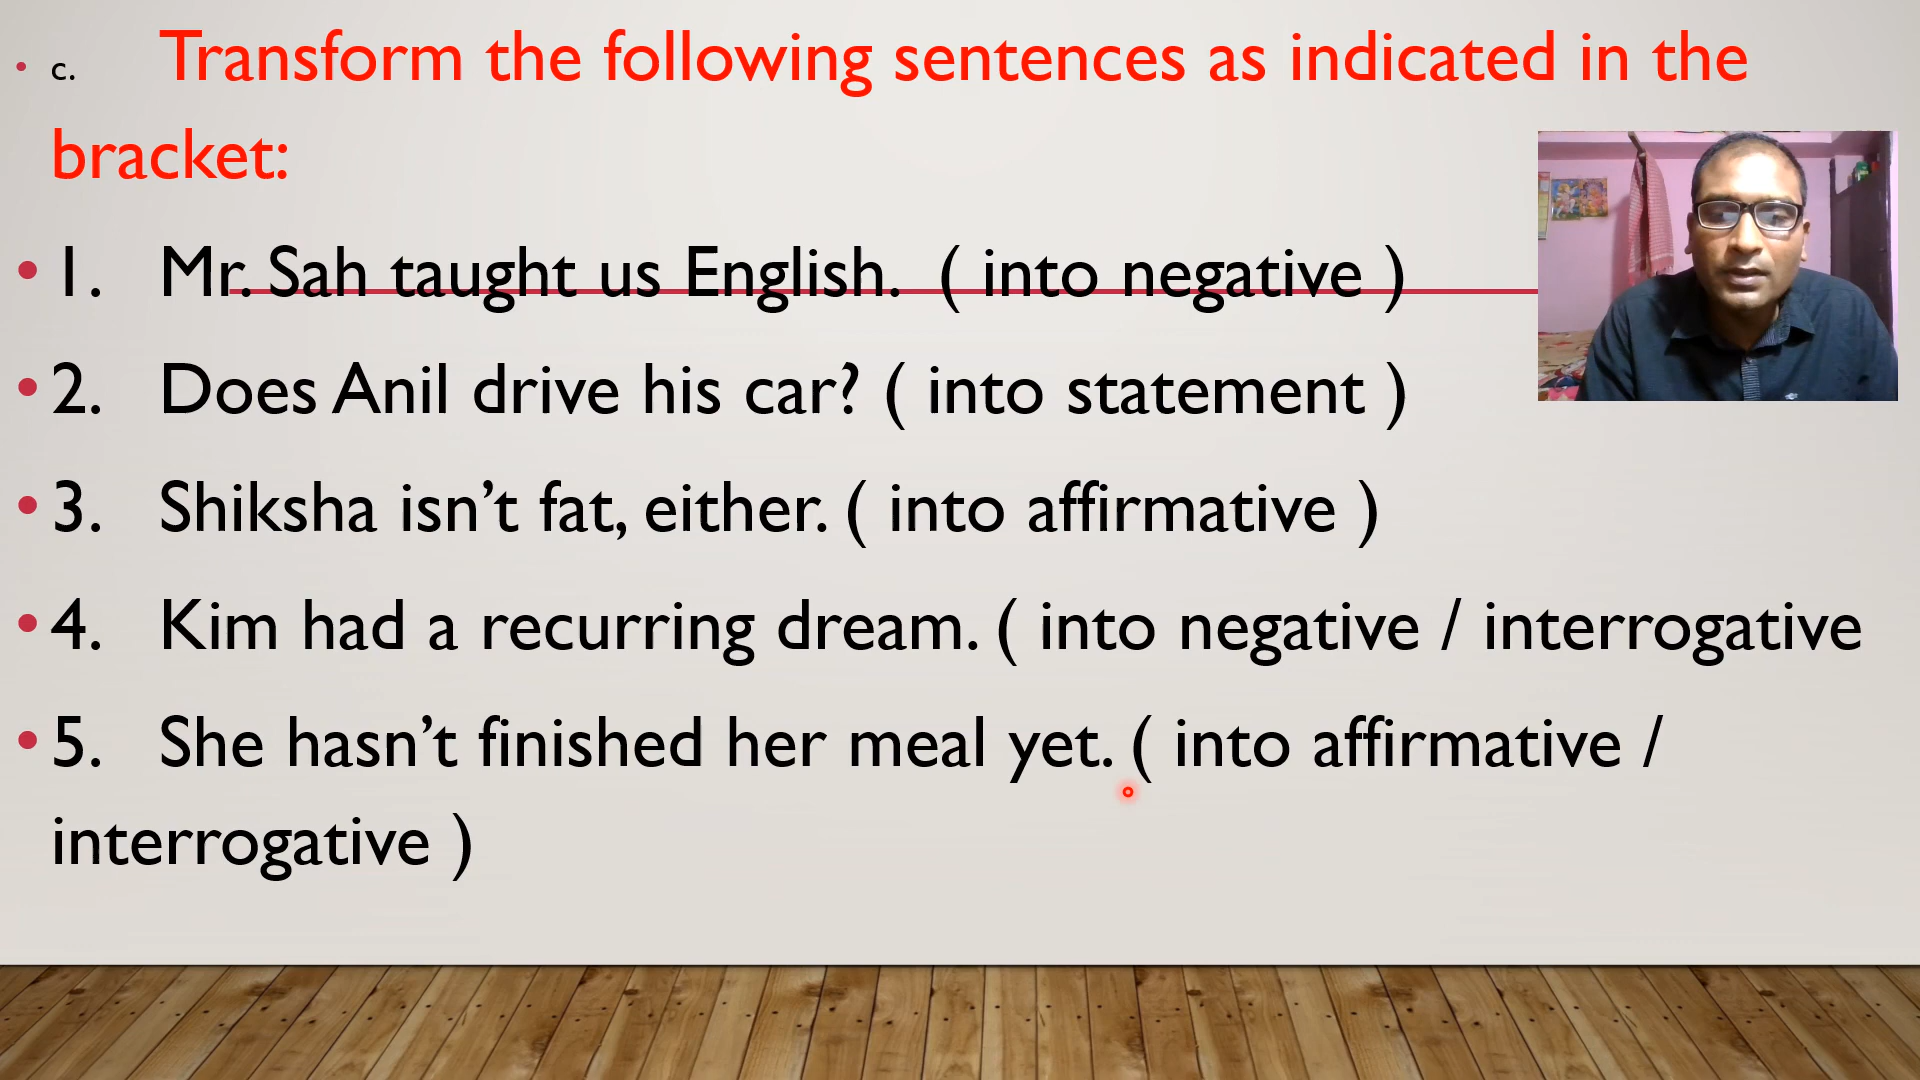 c. Transform the following sentences as indicated in the
bracket:
1. Mr. Sah taught us English. ( into negative )
2. Does Anil drive his car? ( into statement )
3. Shiksha isn’t fat, either. ( into affirmative )
4. Kim had a recurring dream. ( into negative / interrogative
5. She hasn’t finished her meal yet. ( into affirmative /
interrogative )